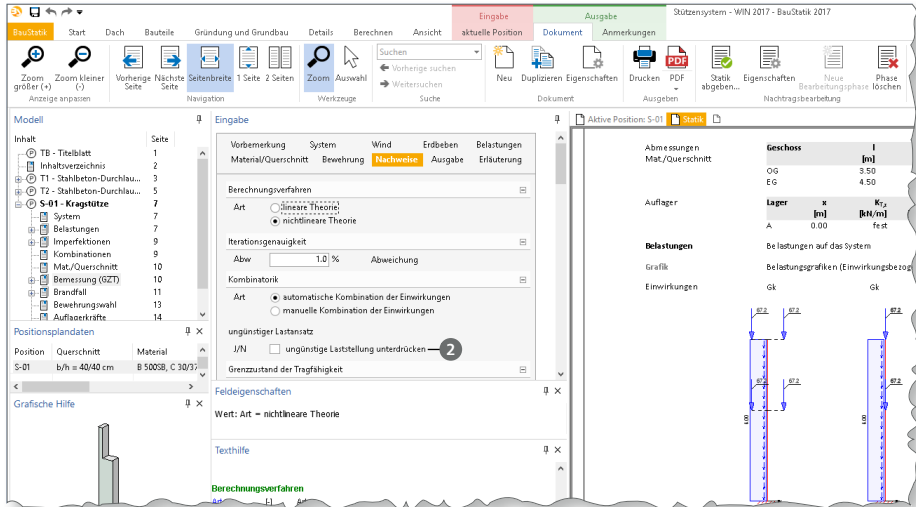 Stützensystem - WIN 2017 - BauStatik 2017
Eingabe
Ausgabe
BauStatik Start Dach Bauteile Gründung und Grundbau Details Berechnen Ansicht aktuelle Position Dokument Anmerkungen
Zoom größer (+)
Zoom kleiner (-)
Anzeige anpassen
Vorherige Seite
Nächste Seite
Seitenbreite
1 Seite
2 Seiten
Navigation
Zoom
Auswahl
Werkzeuge
Suchen
Vorherige suchen
Weitersuchen
Suche
Neu
Duplizieren
Eigenschaften
Dokument
Drucken
PDF
PDF
Ausgeben
Statik abgeben...
Eigenschaften
Neue Bearbeitungsphase
Phase löschen
Nachtragsbearbeitung
Modell
Inhalt Seite
P TB - Titelblatt 1
Inhaltsverzeichnis 2
P T1 - Stahlbeton-Durchlau... 3
P T2 - Stahlbeton-Durchlau... 5
P S-01 - Kragstütze 7
System 7
Belastungen 7
Imperfektionen 9
Kombinationen 9
Mat./Querschnitt 10
Bemessung (GZT) 10
Brandfall 11
Bewehrungswahl 13
Auflagerkräfte 14
Positionsplandaten
Position Querschnitt Material
S-01 b/h = 40/40 cm B 500SB, C 30/37
Grafische Hilfe
Eingabe
Vorbemerkung System Wind Erdbeben Belastungen
Material/Querschnitt Bewehrung Nachweise Ausgabe Erläuterung
Berechnungsverfahren
Art lineare Theorie
nichtlineare Theorie
Iterationsgenauigkeit
Abw 1.0 % Abweichung
Kombinatorik
Art automatische Kombination der Einwirkungen
manuelle Kombination der Einwirkungen
ungünstiger Lastansatz
J/N ungünstige Laststellung unterdrücken 2
Grenzzustand der Tragfähigkeit
Feldeigenschaften
Wert: Art = nichtlineare Theorie
Texthilfe
Berechnungsverfahren
Art [-] Art
Aktive Position: S-01 Statik
Abmessungen Geschoss l
Mat./Querschnitt [m]
OG 3.50
EG 4.50
Auflager Lager x K_T,x
[m] [kN/m]
A 0.00 fest
Belastungen Belastungen auf das System
Grafik Belastungsgrafiken (Einwirkungsbezog
Einwirkungen Gk Gk
67.2 67.2 67.2
67.2 67.2 67.2
8.00 8.00